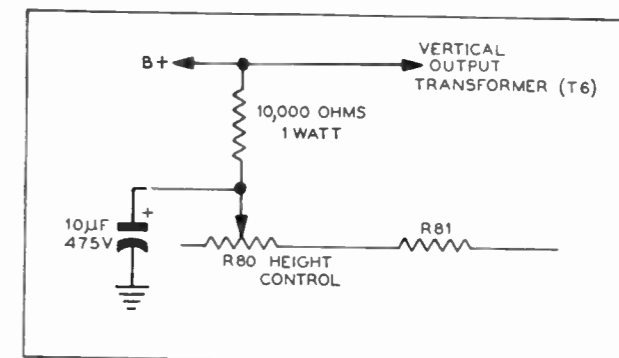 B+
VERTICAL
OUTPUT
TRANSFORMER (T6)
10,000 OHMS
1 WATT
+
10µF
475V
R80 HEIGHT
CONTROL
R81